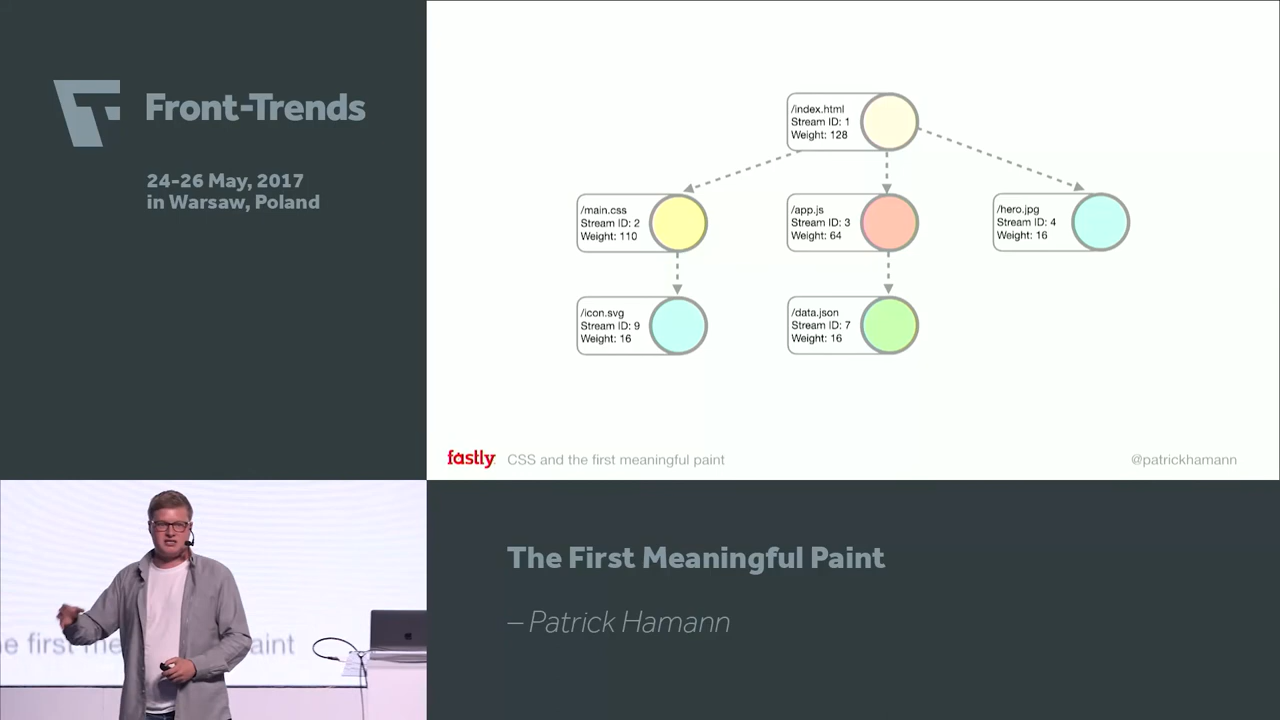 Front-Trends
24-26 May, 2017
in Warsaw, Poland
/index.html
Stream ID: 1
Weight: 128
/main.css
Stream ID: 2
Weight: 110
/app.js
Stream ID: 3
Weight: 64
/hero.jpg
Stream ID: 4
Weight: 16
/icon.svg
Stream ID: 9
Weight: 16
/data.json
Stream ID: 7
Weight: 16
fastly
CSS and the first meaningful paint
@patrickhamann
e first me paint
The First Meaningful Paint
– Patrick Hamann